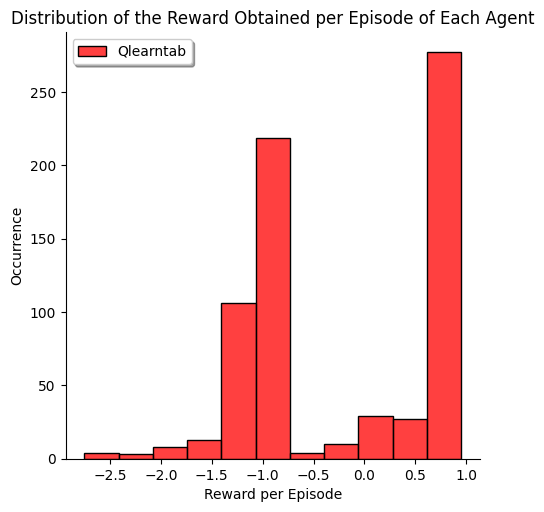 Distribution of the Reward Obtained per Episode of Each Agent
Qlearntab
Occurrence
250
200
150
100
50
0
−2.5 −2.0 −1.5 −1.0 −0.5 0.0 0.5 1.0
Reward per Episode